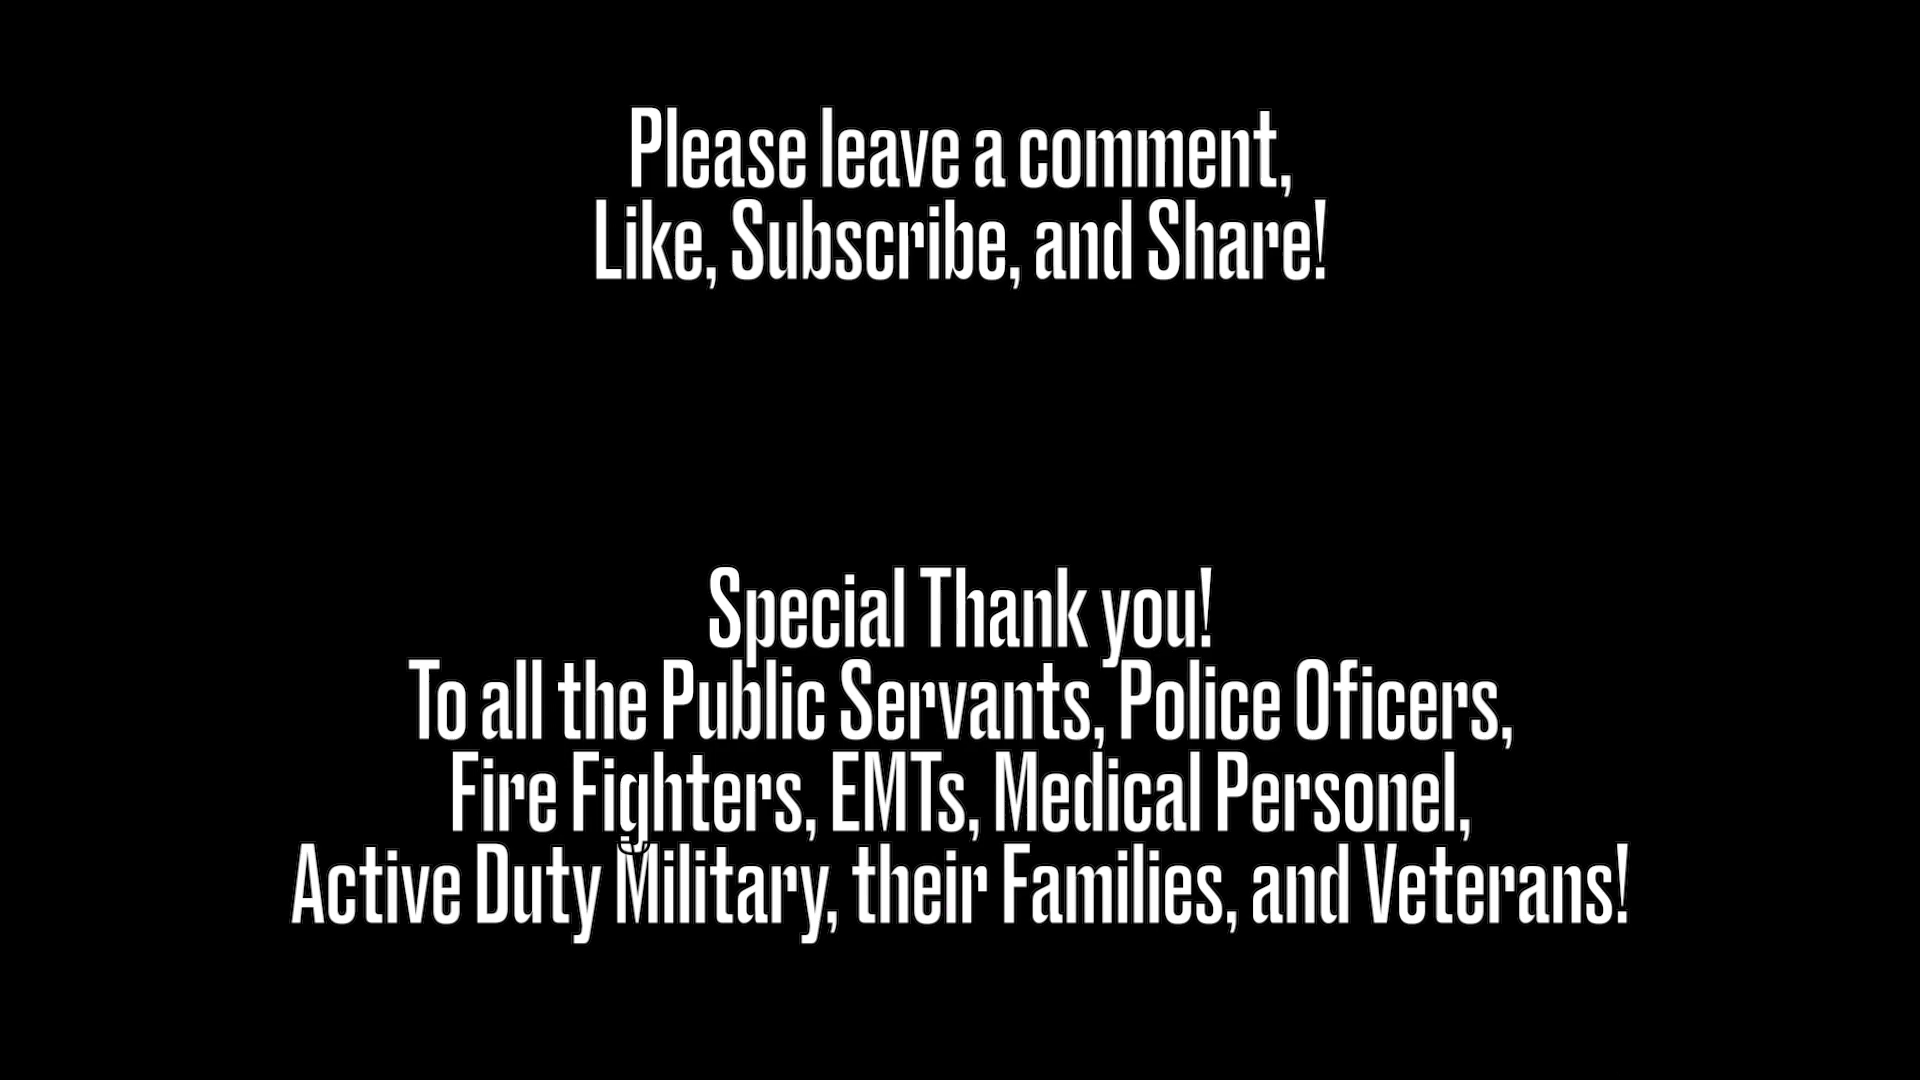 Please leave a comment,
Like, Subscribe, and Share!
Special Thank you!
To all the Public Servants, Police Oficers,
Fire Fighters, EMTs, Medical Personel,
Active Duty Military, their Families, and Veterans!